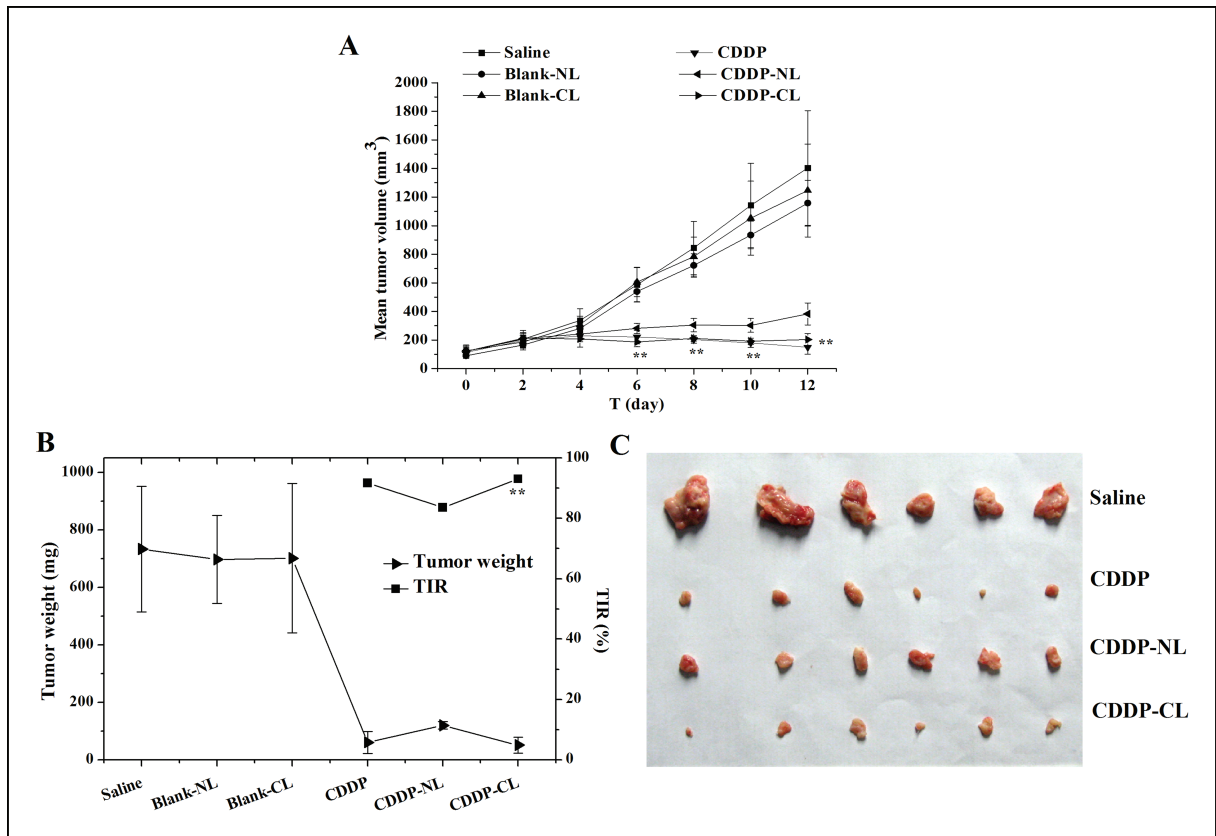 A
Saline CDDP
Blank-NL CDDP-NL
Blank-CL CDDP-CL
Mean tumor volume (mm³)
2000
1800
1600
1400
1200
1000
800
600
400
200
0
** ** ** **
0 2 4 6 8 10 12
T (day)
B
Tumor weight (mg)
1000
800
600
400
200
0
**
Tumor weight
TIR
100
80
60
40
20
0
TIR (%)
Saline Blank-NL Blank-CL CDDP CDDP-NL CDDP-CL
C
Saline
CDDP
CDDP-NL
CDDP-CL